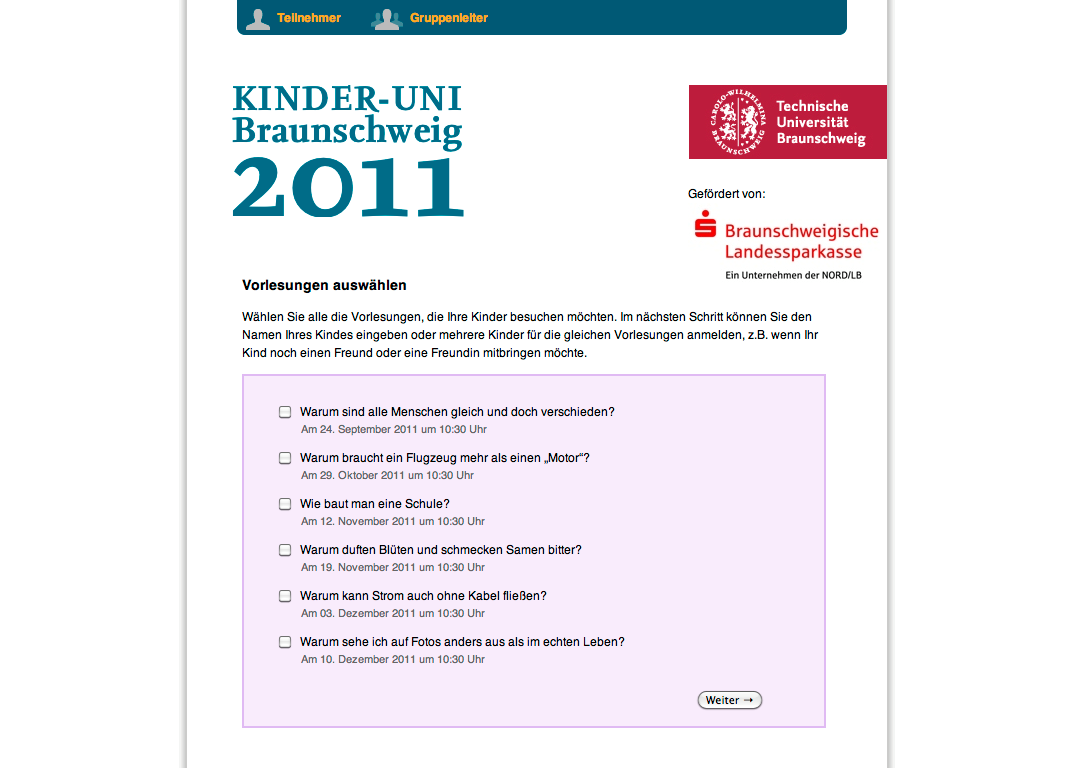 Teilnehmer
Gruppenleiter
KINDER-UNI
Braunschweig
2011
CAROLO-WILHELMINA
BRAUNSCHWEIG
Technische
Universität
Braunschweig
Gefördert von:
Braunschweigische
Landessparkasse
Ein Unternehmen der NORD/LB
Vorlesungen auswählen
Wählen Sie alle die Vorlesungen, die Ihre Kinder besuchen möchten. Im nächsten Schritt können Sie den
Namen Ihres Kindes eingeben oder mehrere Kinder für die gleichen Vorlesungen anmelden, z.B. wenn Ihr
Kind noch einen Freund oder eine Freundin mitbringen möchte.
Warum sind alle Menschen gleich und doch verschieden?
Am 24. September 2011 um 10:30 Uhr
Warum braucht ein Flugzeug mehr als einen „Motor“?
Am 29. Oktober 2011 um 10:30 Uhr
Wie baut man eine Schule?
Am 12. November 2011 um 10:30 Uhr
Warum duften Blüten und schmecken Samen bitter?
Am 19. November 2011 um 10:30 Uhr
Warum kann Strom auch ohne Kabel fließen?
Am 03. Dezember 2011 um 10:30 Uhr
Warum sehe ich auf Fotos anders aus als im echten Leben?
Am 10. Dezember 2011 um 10:30 Uhr
Weiter →